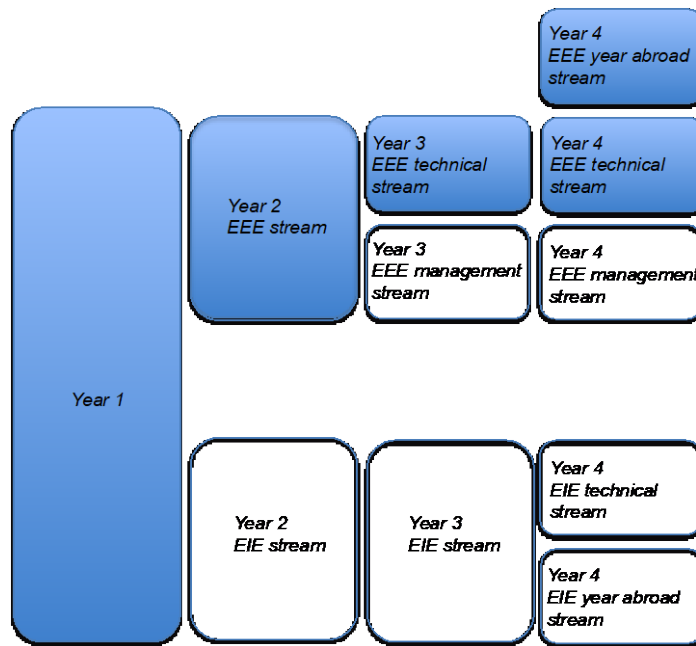 Year 4
EEE year abroad
stream
Year 3
EEE technical
stream
Year 4
EEE technical
stream
Year 2
EEE stream
Year 3
EEE management
stream
Year 4
EEE management
stream
Year 1
Year 2
EIE stream
Year 3
EIE stream
Year 4
EIE technical
stream
Year 4
EIE year abroad
stream